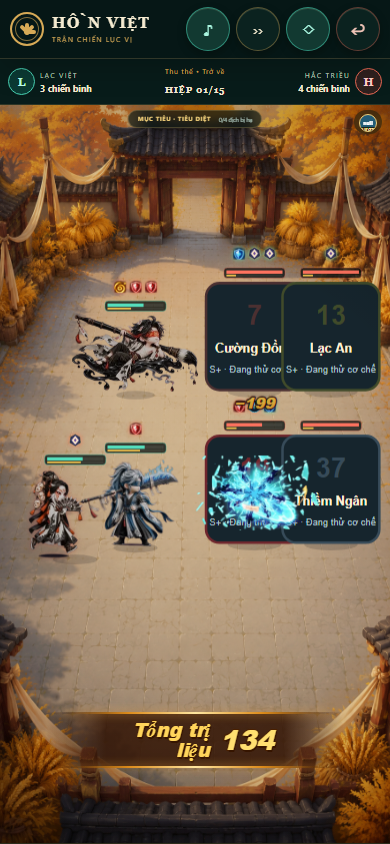 HỒN VIỆT
TRẬN CHIẾN LỤC VỊ
L
LẠC VIỆT
3 chiến binh
Thu thế • Trở về
HIỆP 01/15
HẮC TRIỀU
4 chiến binh
H
MỤC TIÊU · TIÊU DIỆT
0/4 địch bị hạ
7
Cường Đồn
S+ · Đang thử cơ
13
Lạc An
S+ · Đang thử cơ chế
-199
S+ · Đang
37
Thiềm Ngân
· Đang thử cơ chế
Tổng trị
liệu
134